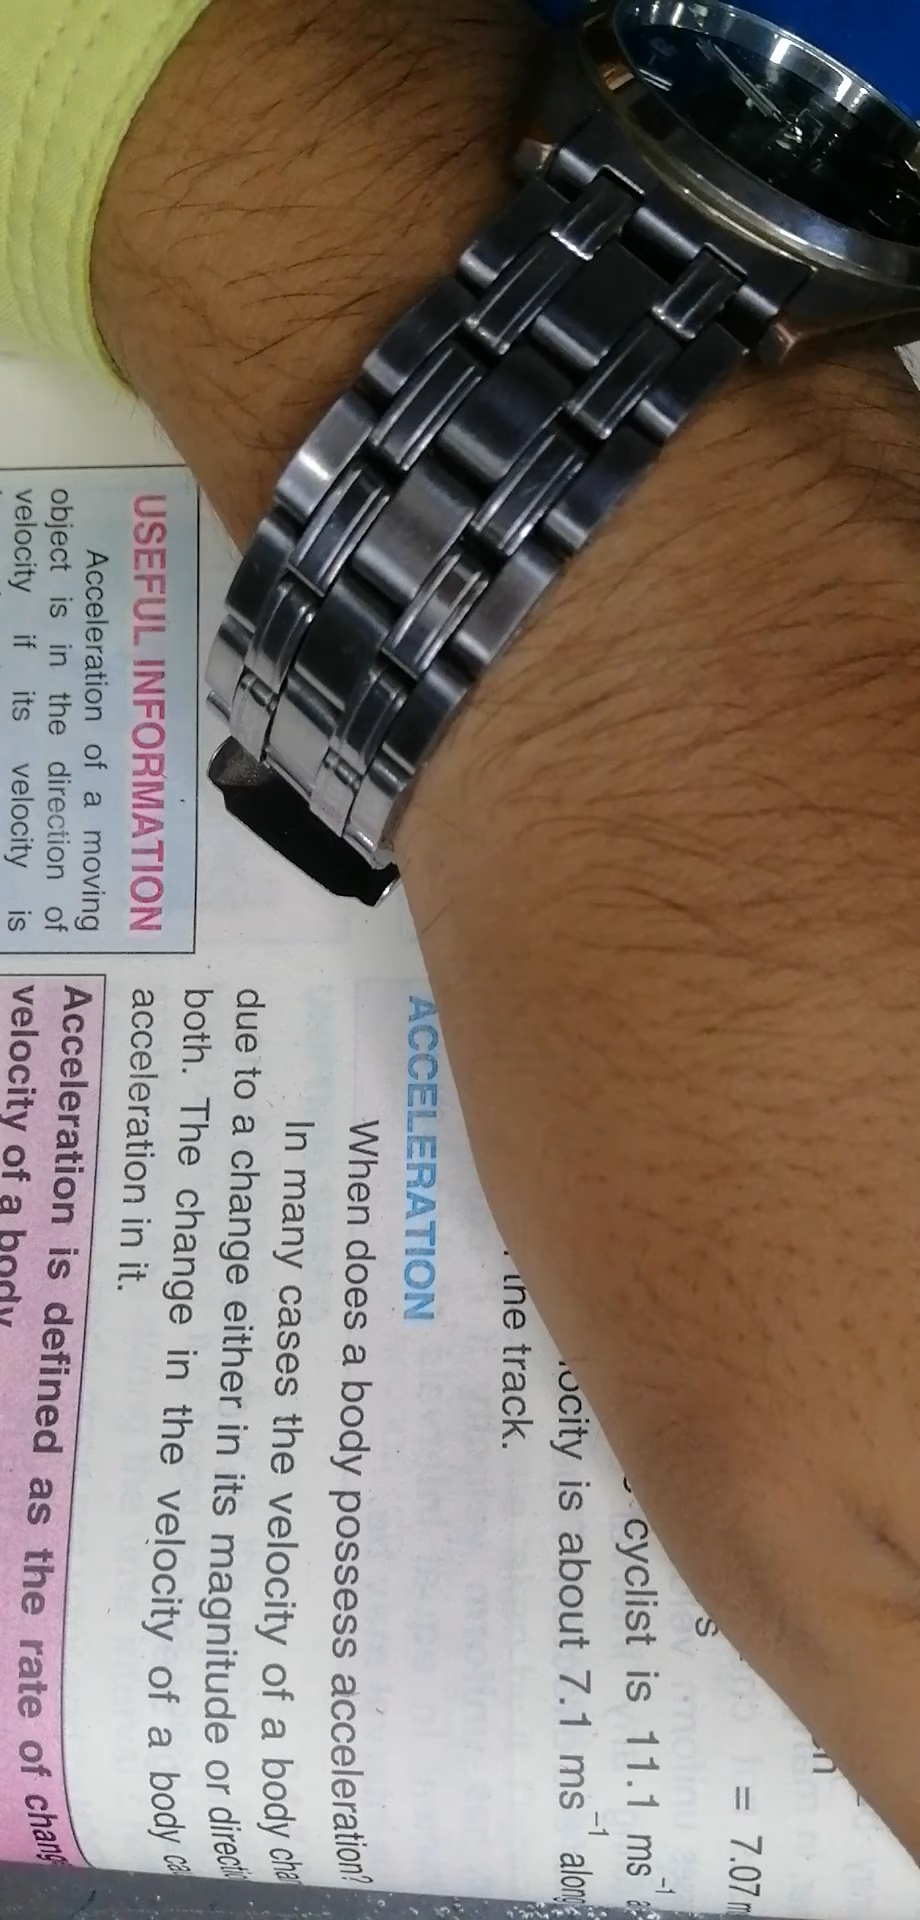 = 7.07
cyclist is 11.1 ms⁻¹
is about 7.1 ms⁻¹ along
the track.
ACCELERATION
When does a body possess acceleration?
In many cases the velocity of a body
due to a change either in its magnitude or
both. The change in the velocity of a body
acceleration in it.
Acceleration is defined as the rate of
velocity of a body
USEFUL INFORMATION
Acceleration of a moving
object is in the direction of
velocity if its velocity is